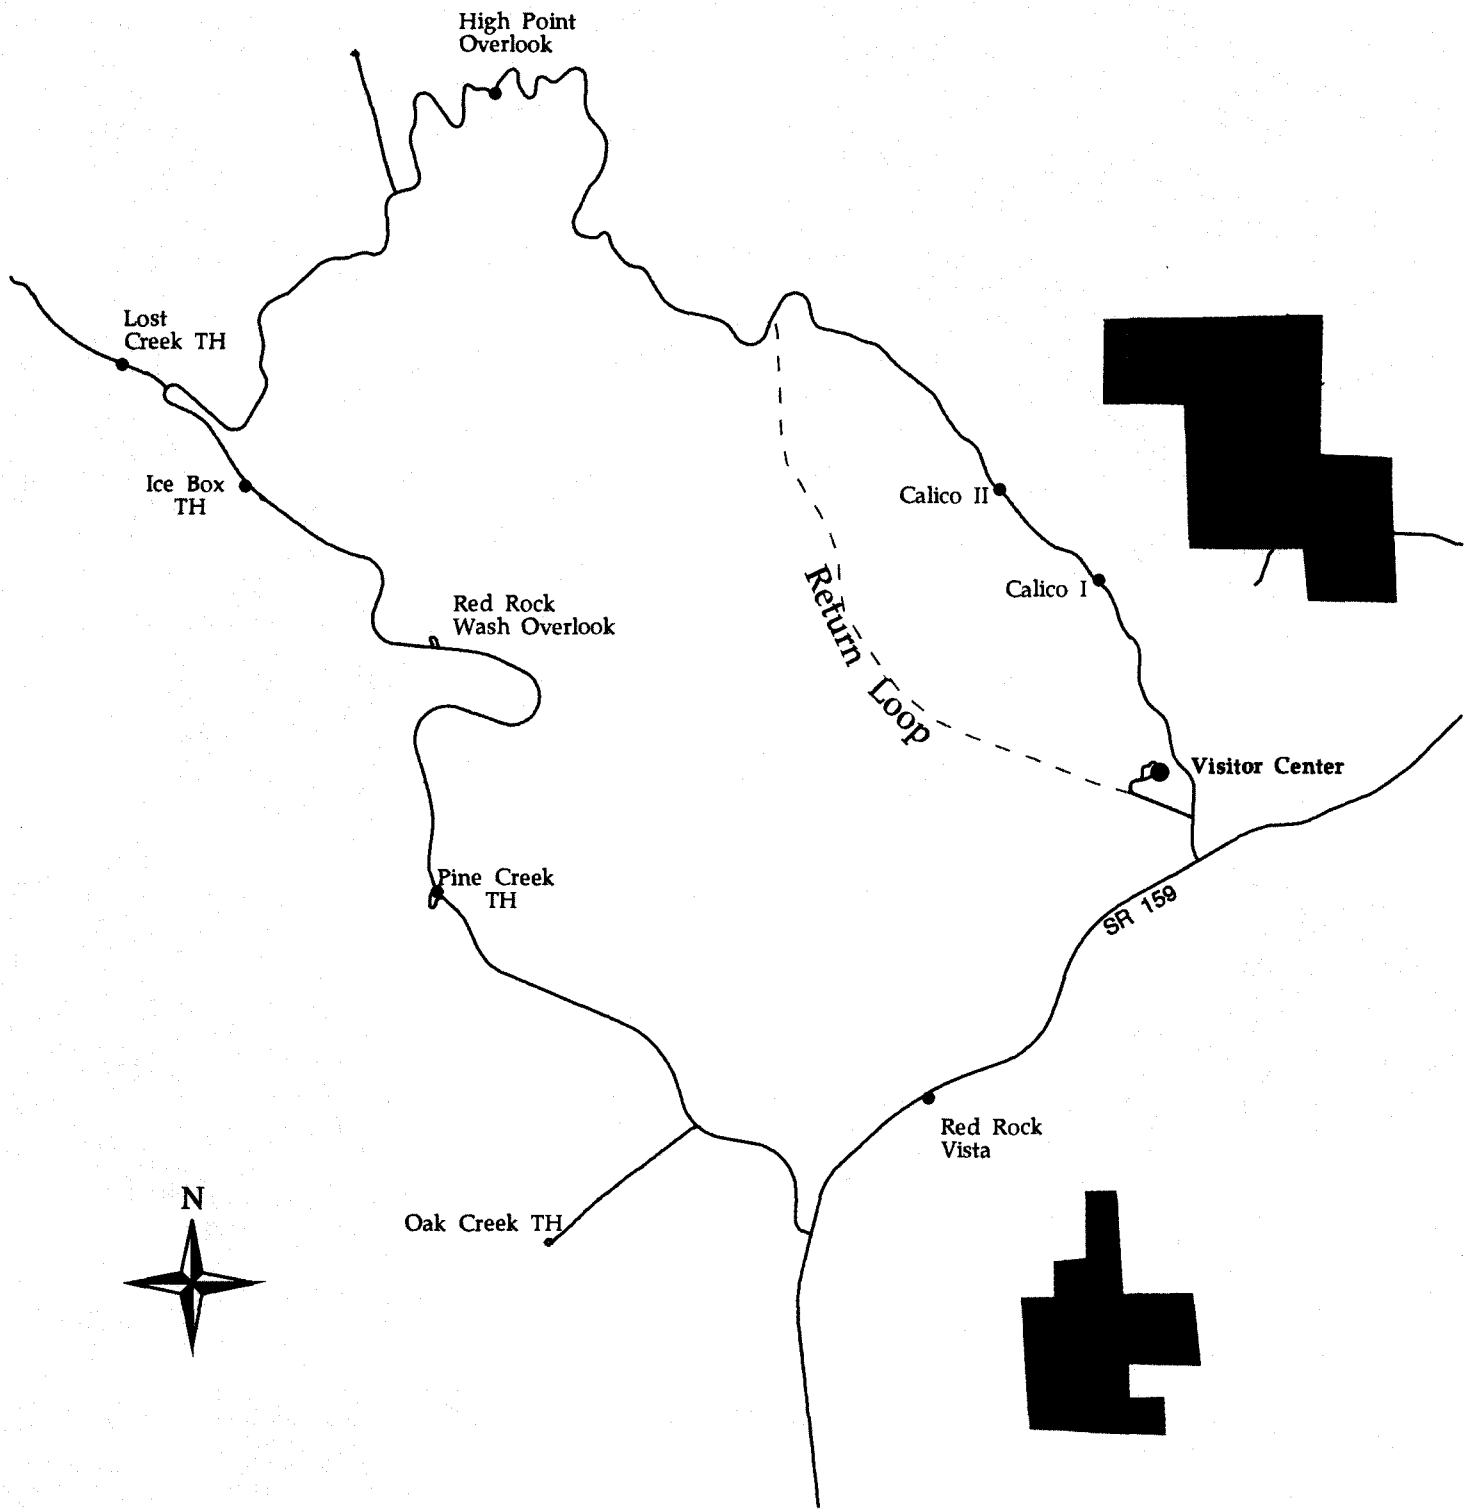 High Point
Overlook
Lost
Creek TH
Ice Box
TH
Calico II
Calico I
Red Rock
Wash Overlook
Return Loop
Visitor Center
Pine Creek
TH
SR 159
Red Rock
Vista
N
Oak Creek TH